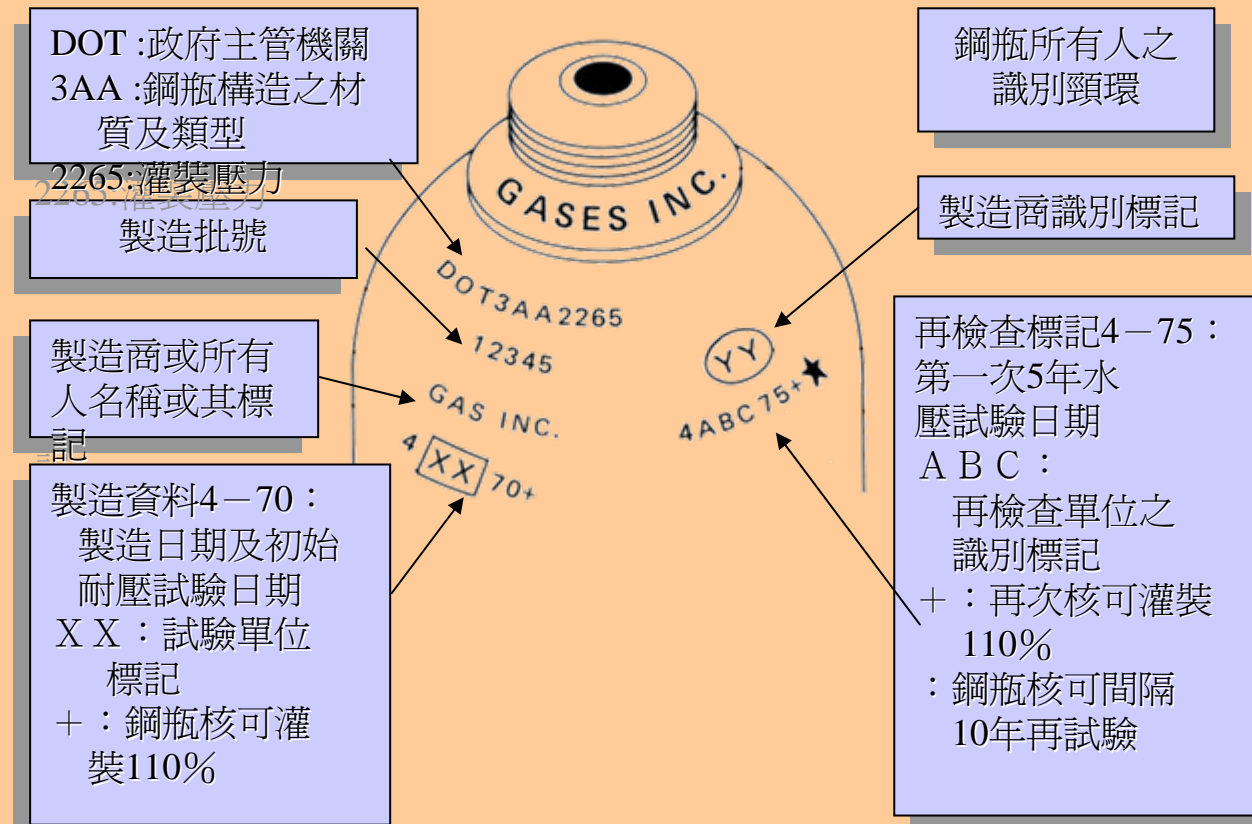 DOT :政府主管機關
3AA :鋼瓶構造之材
質及類型
2265:灌裝壓力
製造批號
製造商或所有
人名稱或其標
記
製造資料4－70：
製造日期及初始
耐壓試驗日期
ＸＸ：試驗單位
標記
＋：鋼瓶核可灌
裝110%
GASES INC.
DOT3AA2265
12345
GAS INC.
4 XX 70+
YY
4ABC75+★
鋼瓶所有人之
識別頸環
製造商識別標記
再檢查標記4－75：
第一次5年水
壓試驗日期
ＡＢＣ：
再檢查單位之
識別標記
＋：再次核可灌裝
110%
：鋼瓶核可間隔
10年再試驗